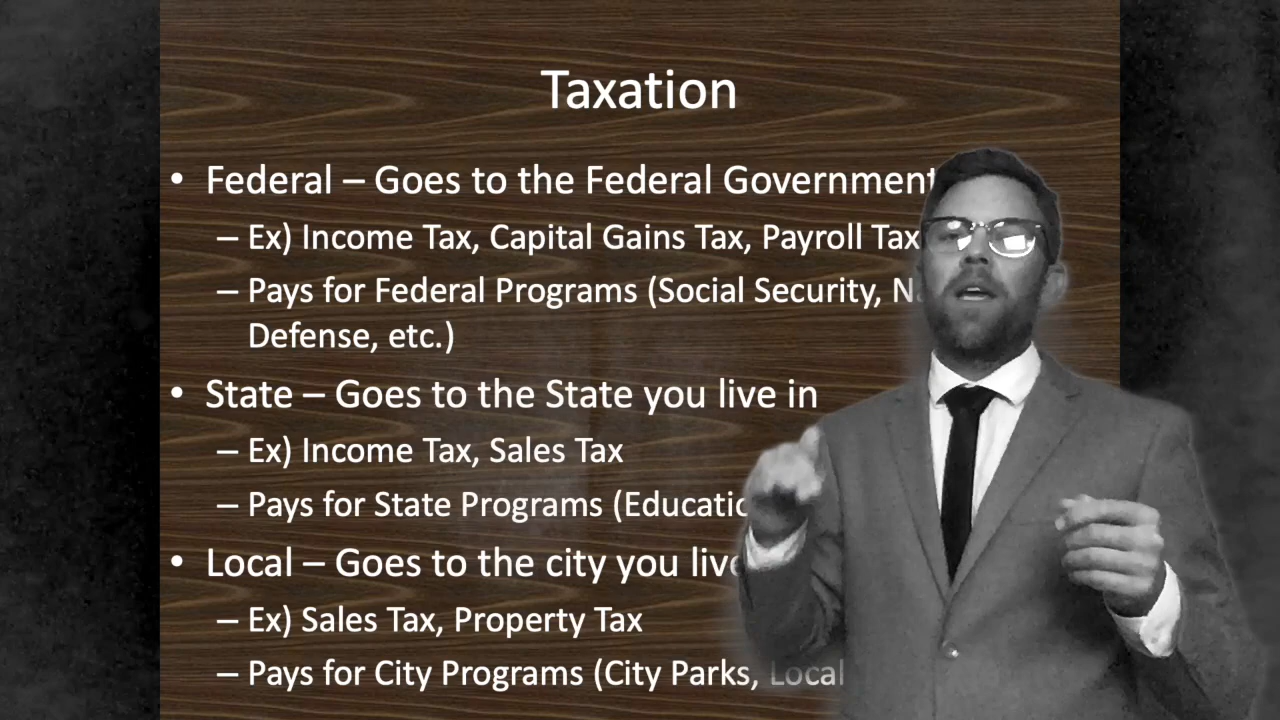 Taxation
• Federal – Goes to the Federal Government
– Ex) Income Tax, Capital Gains Tax, Payroll Tax
– Pays for Federal Programs (Social Security,
Defense, etc.)
• State – Goes to the State you live in
– Ex) Income Tax, Sales Tax
– Pays for State Programs
• Local – Goes to the city you live
– Ex) Sales Tax, Property Tax
– Pays for City Programs (City Parks, Local